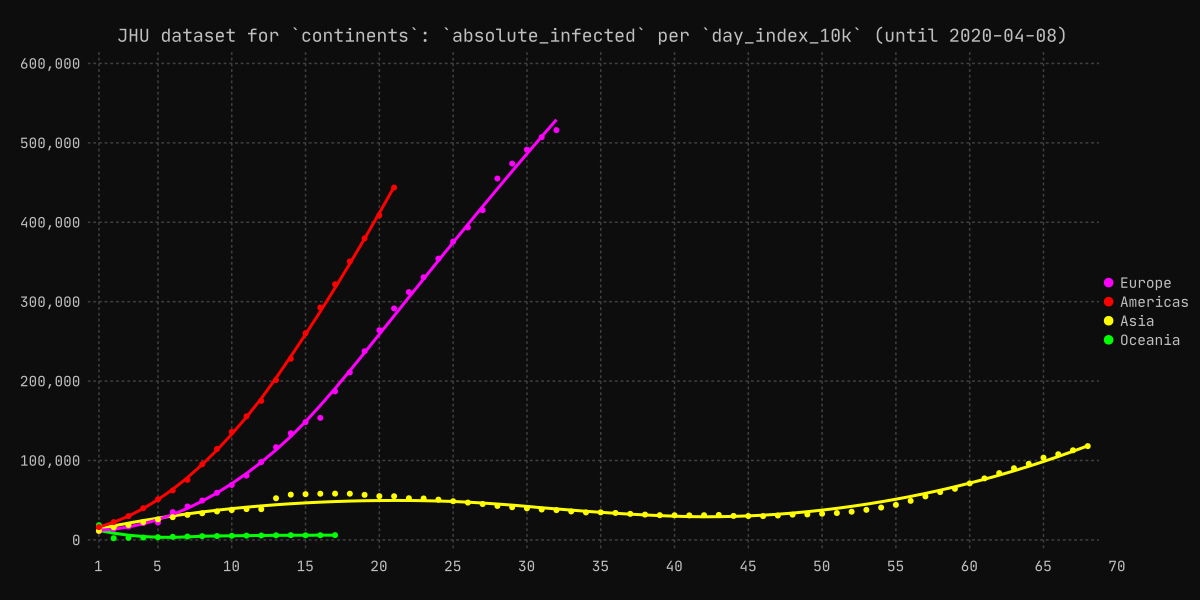 JHU dataset for `continents`: `absolute_infected` per `day_index_10k` (until 2020-04-08)
600,000
500,000
400,000
300,000
200,000
100,000
0
1 5 10 15 20 25 30 35 40 45 50 55 60 65 70
Europe
Americas
Asia
Oceania